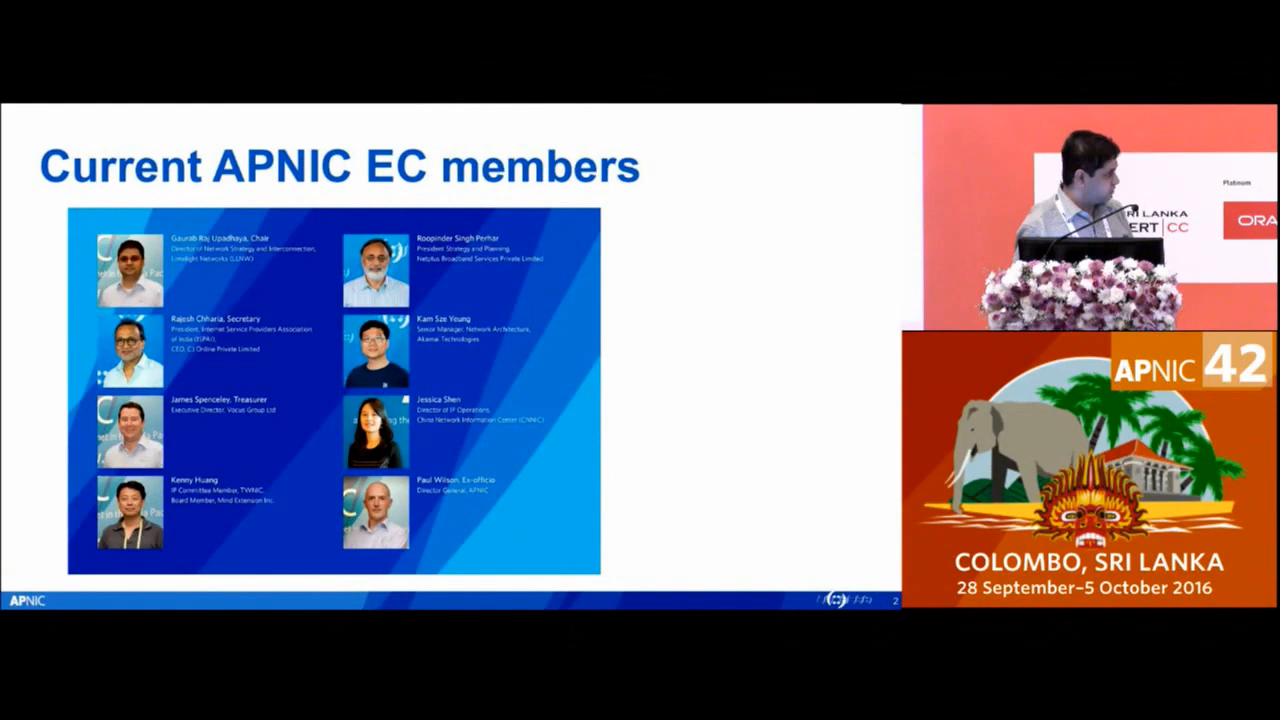 Current APNIC EC members
Gaurab Raj Upadhaya, Chair
Director of Network Strategy and Interconnection,
Limelight Networks (LLNW)
Rajesh Chharia, Secretary
President, Internet Service Providers Association
of India (ISPAI),
CEO, CJ Online Private Limited
James Spenceley, Treasurer
Executive Director, Vocus Group Ltd
Kenny Huang
IP Committee Member, TWNIC,
Board Member, Mind Extension Inc.
Roopinder Singh Perhar
President Strategy and Planning,
Netplus Broadband Services Private Limited
Kam Sze Yeung
Senior Manager, Network Architecture,
Akamai Technologies
Jessica Shen
Director of IP Operations,
China Network Information Center (CNNIC)
Paul Wilson, Ex-officio
Director General, APNIC
APNIC
2
Platinum
RI LANKA
ERT CC
ORA
APNIC 42
COLOMBO, SRI LANKA
28 September–5 October 2016